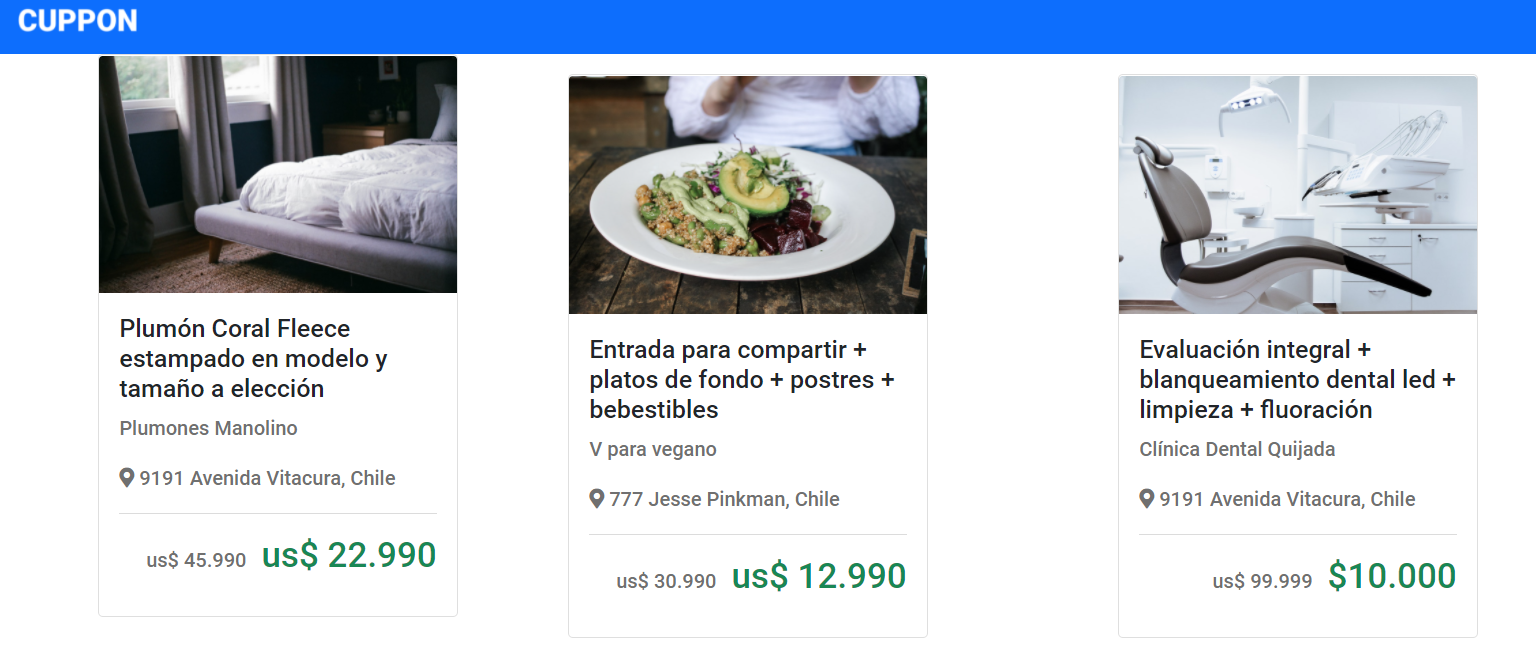 CUPPON
Plumón Coral Fleece
estampado en modelo y
tamaño a elección
Plumones Manolino
9191 Avenida Vitacura, Chile
us$ 45.990 us$ 22.990
Entrada para compartir +
platos de fondo + postres +
bebestibles
V para vegano
777 Jesse Pinkman, Chile
us$ 30.990 us$ 12.990
Evaluación integral +
blanqueamiento dental led +
limpieza + fluoración
Clínica Dental Quijada
9191 Avenida Vitacura, Chile
us$ 99.999 $10.000